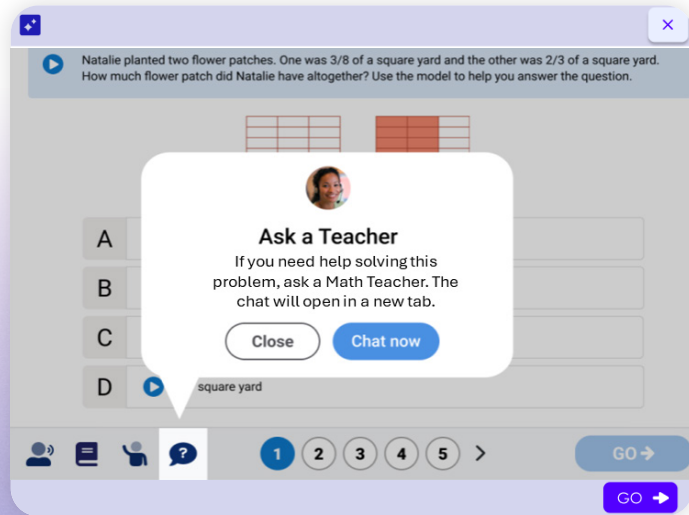 Natalie planted two flower patches. One was 3/8 of a square yard and the other was 2/3 of a square yard.
How much flower patch did Natalie have altogether? Use the model to help you answer the question.
Ask a Teacher
If you need help solving this
problem, ask a Math Teacher. The
chat will open in a new tab.
Close Chat now
A
B
C
D square yard
1 2 3 4 5 GO
GO